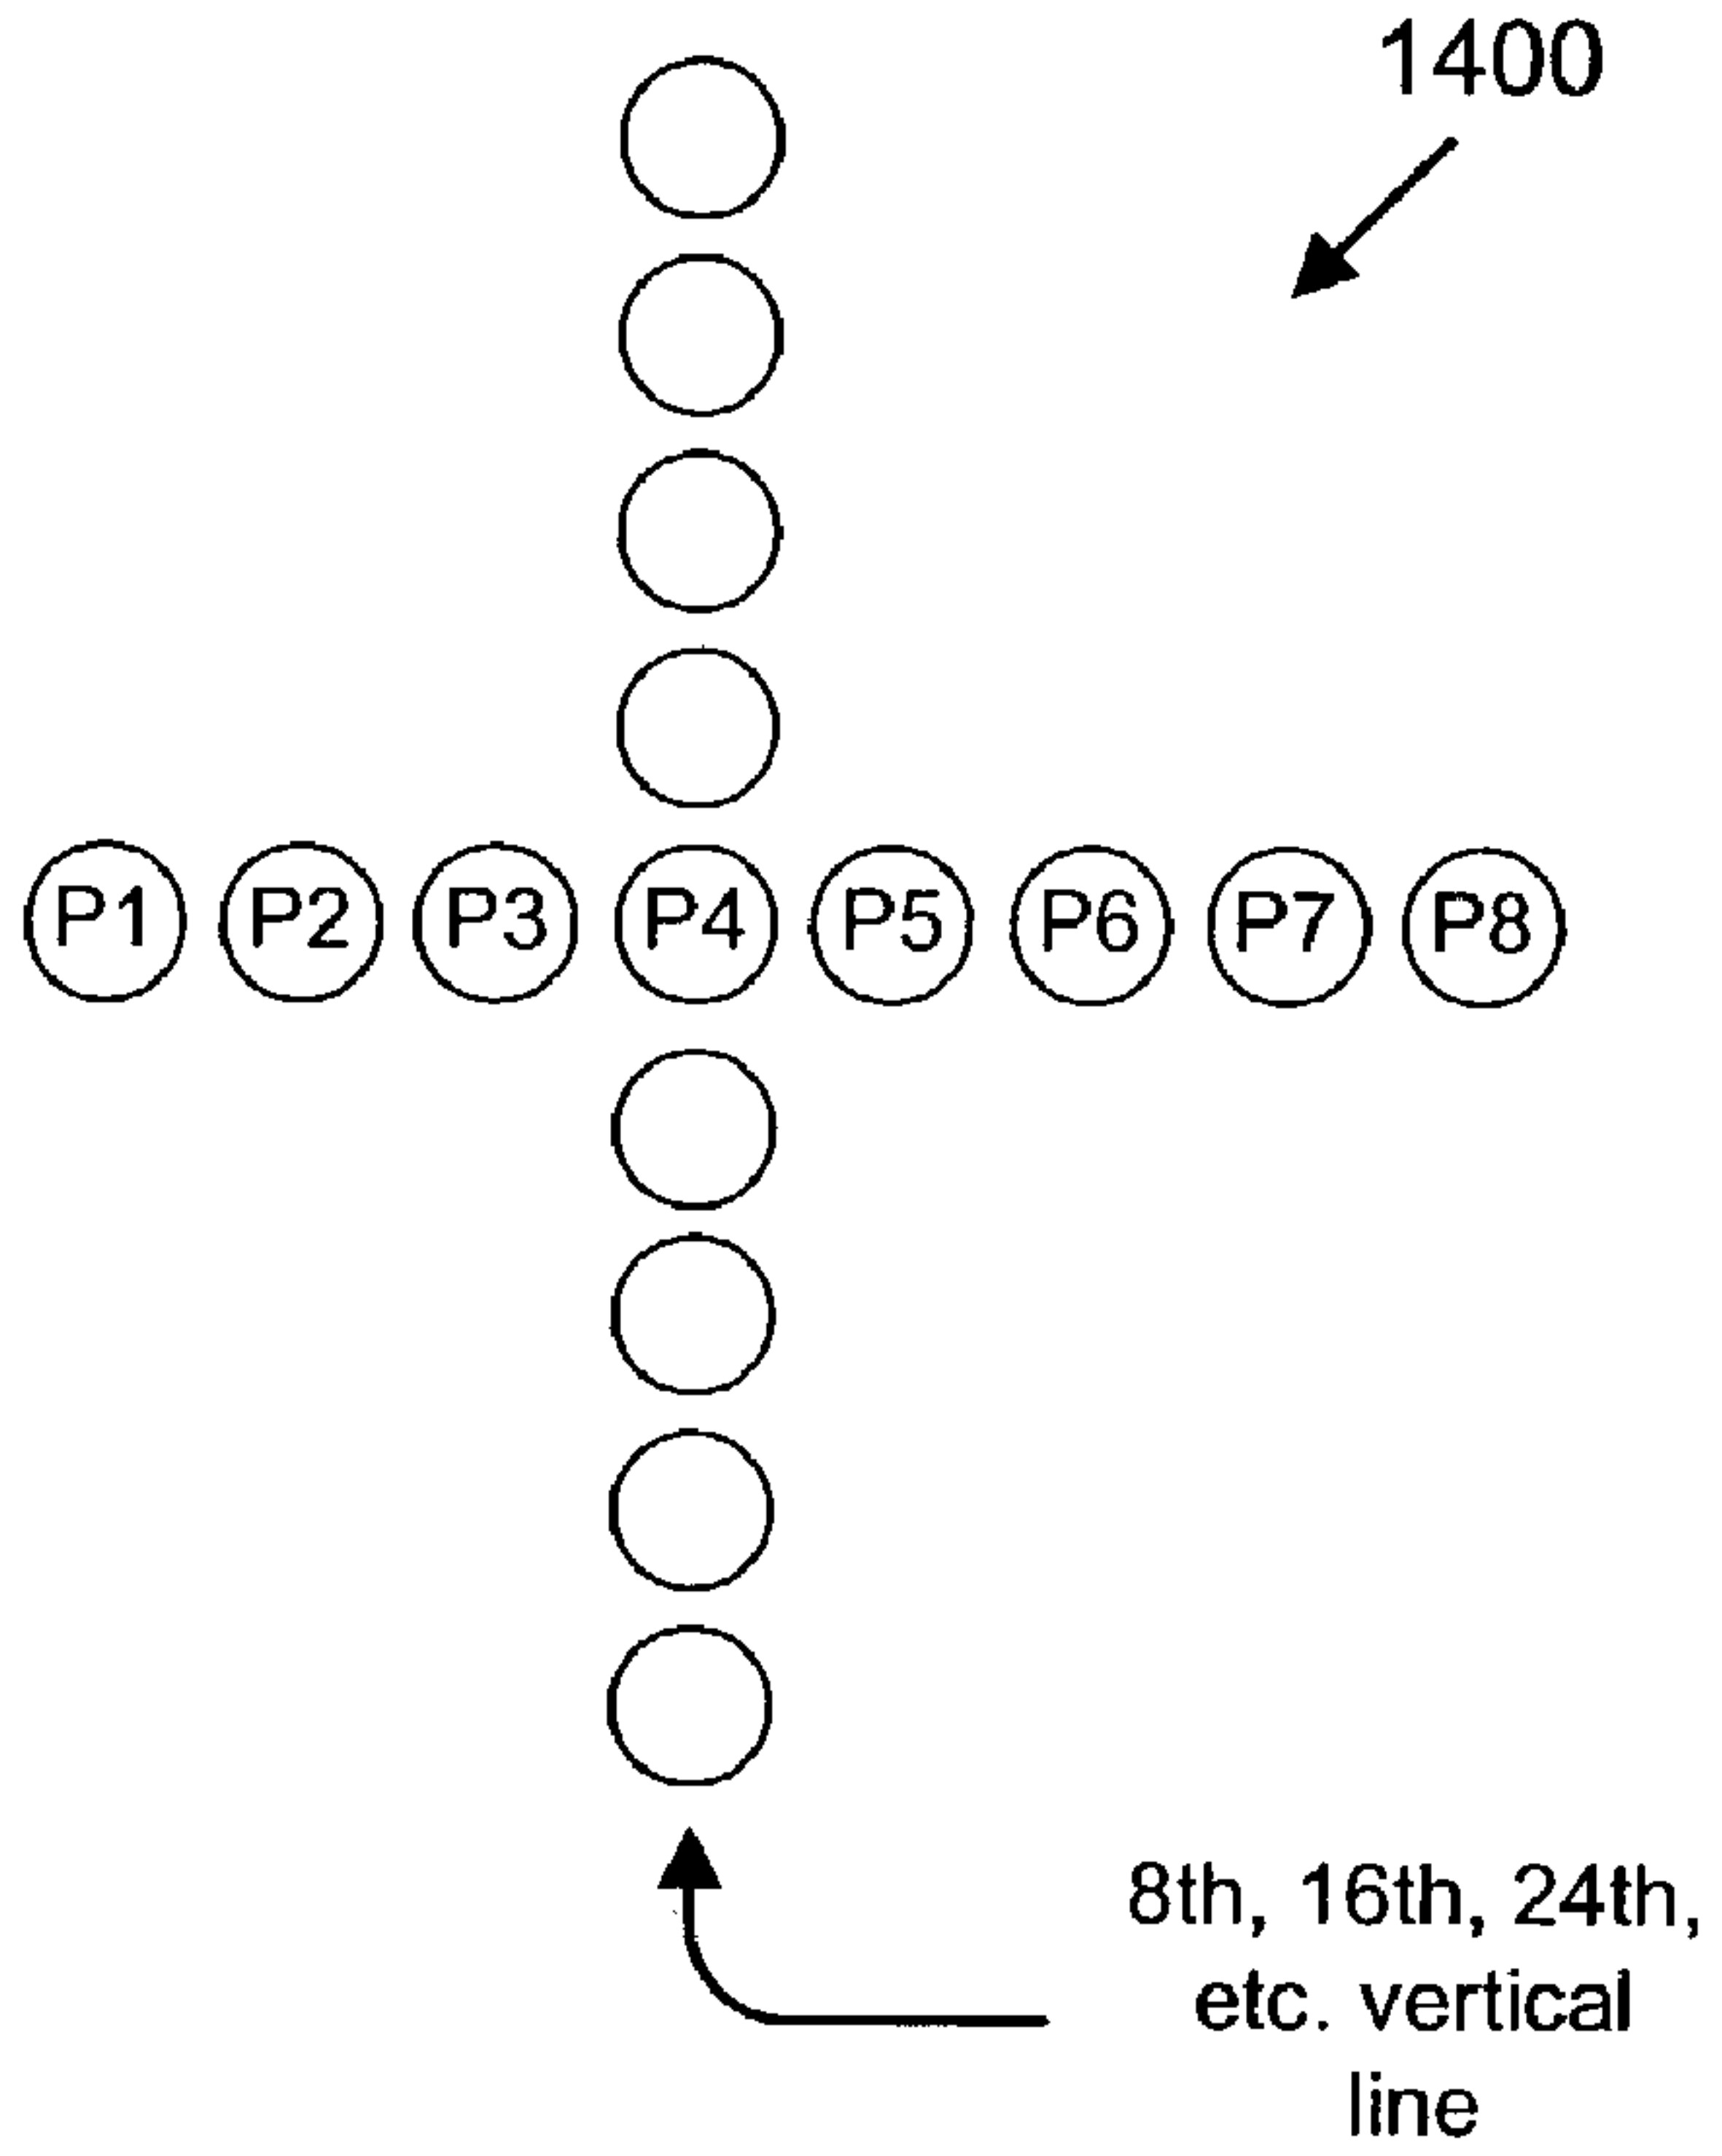 1400
P1 P2 P3 P4 P5 P6 P7 P8
8th, 16th, 24th,
etc. vertical
line